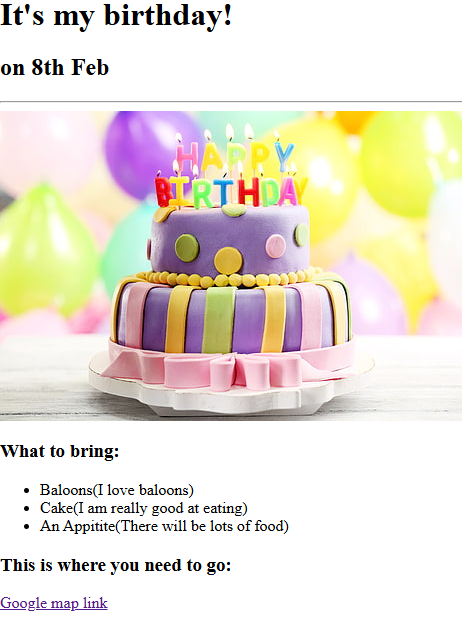 It's my birthday!
on 8th Feb
HAPPY
BIRTHDAY
What to bring:
Baloons(I love baloons)
Cake(I am really good at eating)
An Appitite(There will be lots of food)
This is where you need to go:
Google map link